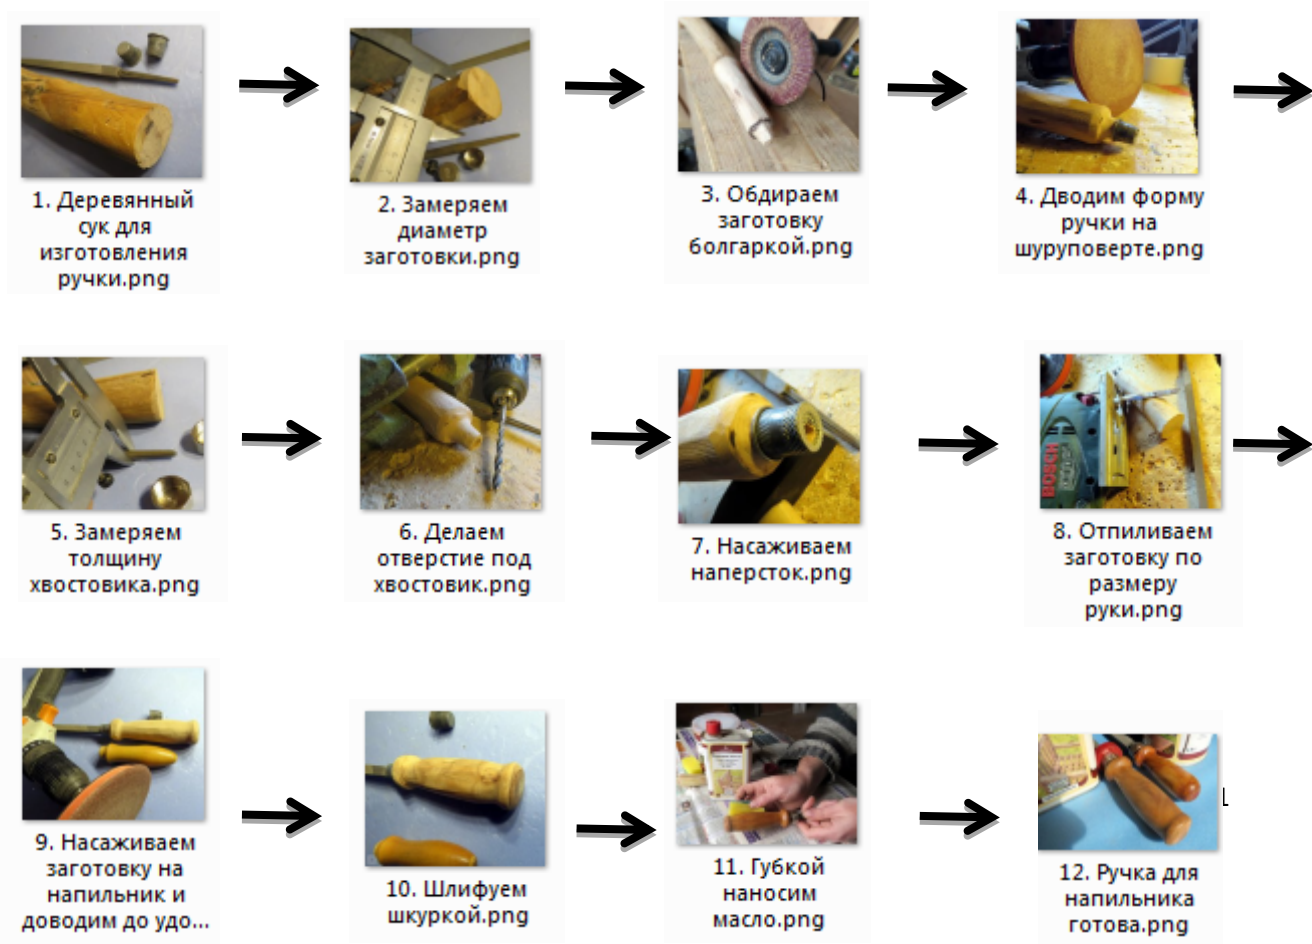 1. Деревянный
сук для
изготовления
ручки.png
2. Замеряем
диаметр
заготовки.png
3. Обдираем
заготовку
болгаркой.png
4. Дводим форму
ручки на
шуруповерте.png
5. Замеряем
толщину
хвостовика.png
6. Делаем
отверстие под
хвостовик.png
7. Насаживаем
наперсток.png
BOSCH
8. Отпиливаем
заготовку по
размеру
руки.png
9. Насаживаем
заготовку на
напильник и
доводим до удо...
10. Шлифуем
шкуркой.png
11. Губкой
наносим
масло.png
1
12. Ручка для
напильника
готова.png